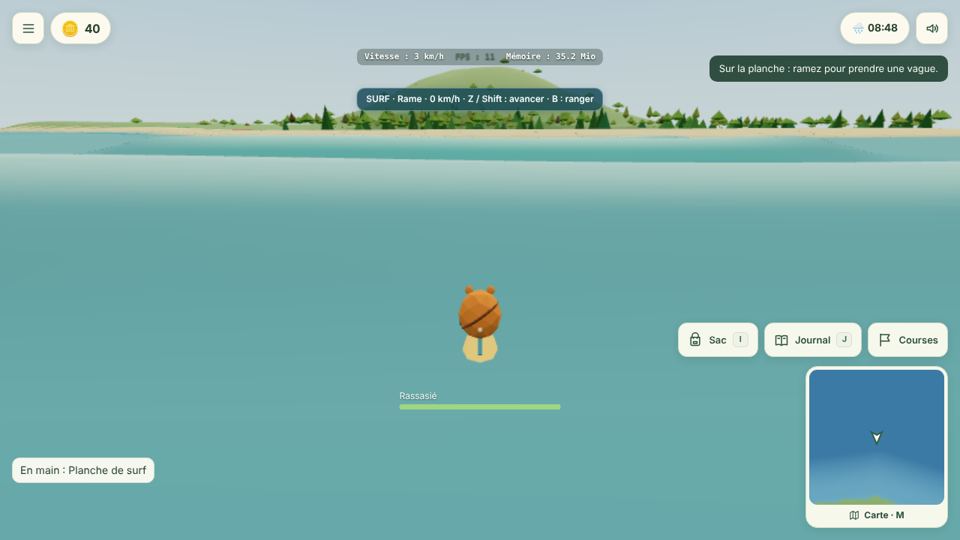 40
08:48
Vitesse : 3 km/h FPS : 11 Mémoire : 35.2 Mio
Sur la planche : ramez pour prendre une vague.
SURF · Rame · 0 km/h · Z / Shift : avancer · B : ranger
Sac I
Journal J
Courses
Rassasié
En main : Planche de surf
Carte · M